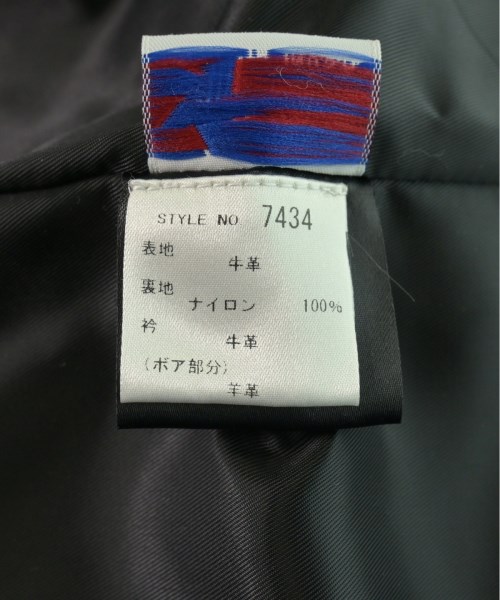 STYLE NO 7434
表地
牛革
裏地
ナイロン 100%
衿
牛革
(ボア部分)
羊革